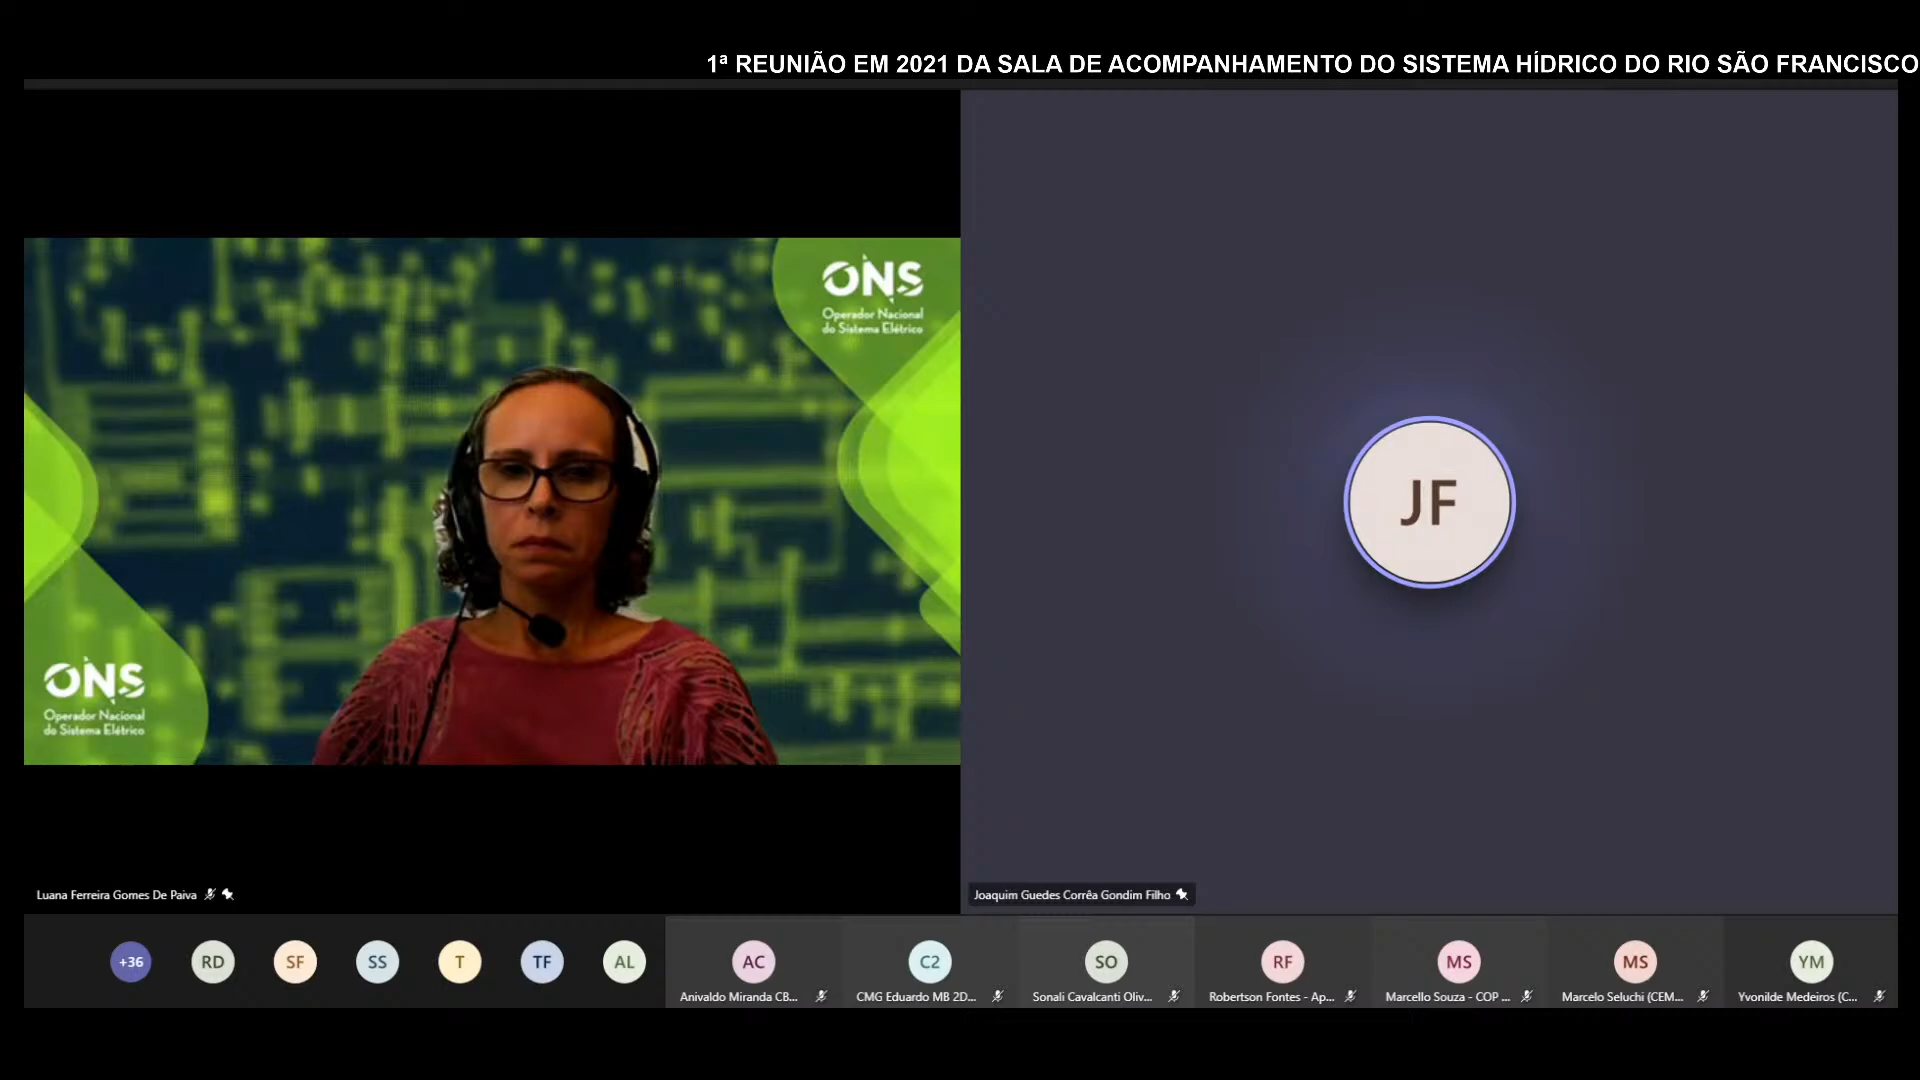 1ª REUNIÃO EM 2021 DA SALA DE ACOMPANHAMENTO DO SISTEMA HÍDRICO DO RIO SÃO FRANCISCO
ONS
Operador Nacional
do Sistema Elétrico
ONS
Operador Nacional
do Sistema Elétrico
JF
Luana Ferreira Gomes De Paiva
Joaquim Guedes Corrêa Gondim Filho
+36
RD
SF
SS
T
TF
AL
AC
C2
SO
RF
MS
MS
YM
Anivaldo Miranda CB...
CMG Eduardo MB 2D...
Sonali Cavalcanti Oliv...
Robertson Fontes - Ap...
Marcello Souza - COP ...
Marcelo Seluchi (CEM...
Yvonilde Medeiros (C...